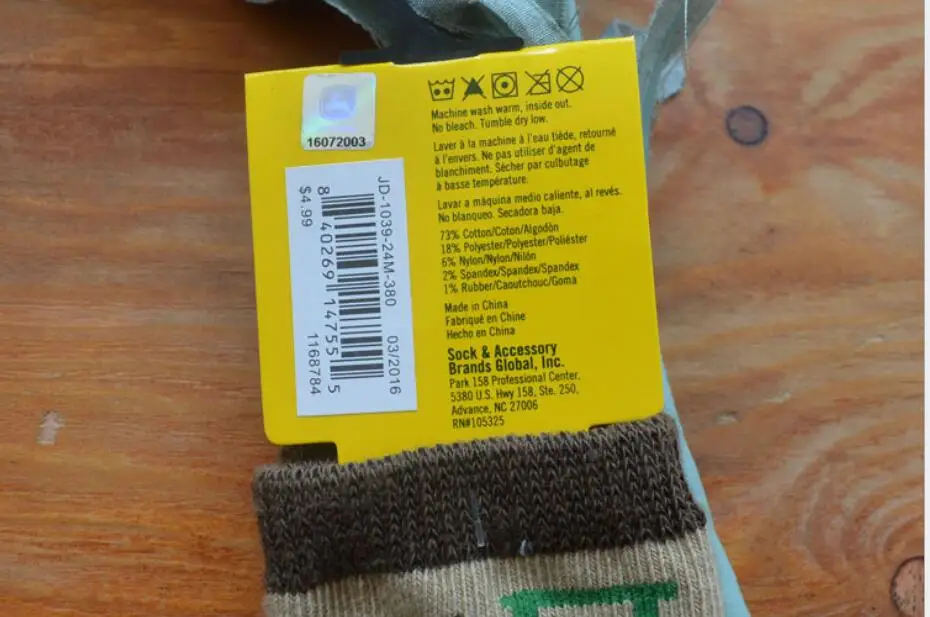 16072003
JD-1039-24M-380 03/2016
8 40269 14755 5
$4.99 1168784
Machine wash warm, inside out.
No bleach. Tumble dry low.
Laver à la machine à l'eau tiède, retourné
à l'envers. Ne pas utiliser d'agent de
blanchiment. Sécher par culbutage
à basse température.
Lavar a máquina medio caliente, al revés.
No blanqueo. Secadora baja.
73% Cotton/Coton/Algodón
18% Polyester/Polyester/Poliéster
6% Nylon/Nylon/Nilón
2% Spandex/Spandex/Spandex
1% Rubber/Caoutchouc/Goma
Made in China
Fabriqué en Chine
Hecho en China
Sock & Accessory
Brands Global, Inc.
Park 158 Professional Center,
5380 U.S. Hwy 158, Ste. 250,
Advance, NC 27006
RN#105325